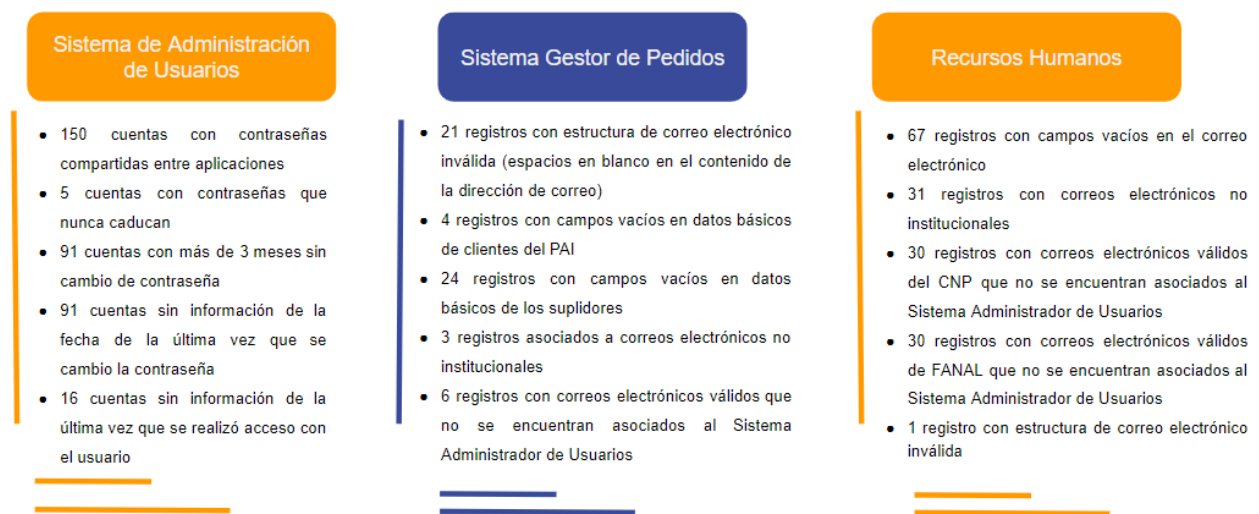 Sistema de Administración
de Usuarios
• 150 cuentas con contraseñas
compartidas entre aplicaciones
• 5 cuentas con contraseñas que
nunca caducan
• 91 cuentas con más de 3 meses sin
cambio de contraseña
• 91 cuentas sin información de la
fecha de la última vez que se
cambio la contraseña
• 16 cuentas sin información de la
última vez que se realizó acceso con
el usuario
Sistema Gestor de Pedidos
• 21 registros con estructura de correo electrónico
inválida (espacios en blanco en el contenido de
la dirección de correo)
• 4 registros con campos vacíos en datos básicos
de clientes del PAI
• 24 registros con campos vacíos en datos
básicos de los suplidores
• 3 registros asociados a correos electrónicos no
institucionales
• 6 registros con correos electrónicos válidos que
no se encuentran asociados al Sistema
Administrador de Usuarios
Recursos Humanos
• 67 registros con campos vacíos en el correo
electrónico
• 31 registros con correos electrónicos no
institucionales
• 30 registros con correos electrónicos válidos
del CNP que no se encuentran asociados al
Sistema Administrador de Usuarios
• 30 registros con correos electrónicos válidos
de FANAL que no se encuentran asociados al
Sistema Administrador de Usuarios
• 1 registro con estructura de correo electrónico
inválida